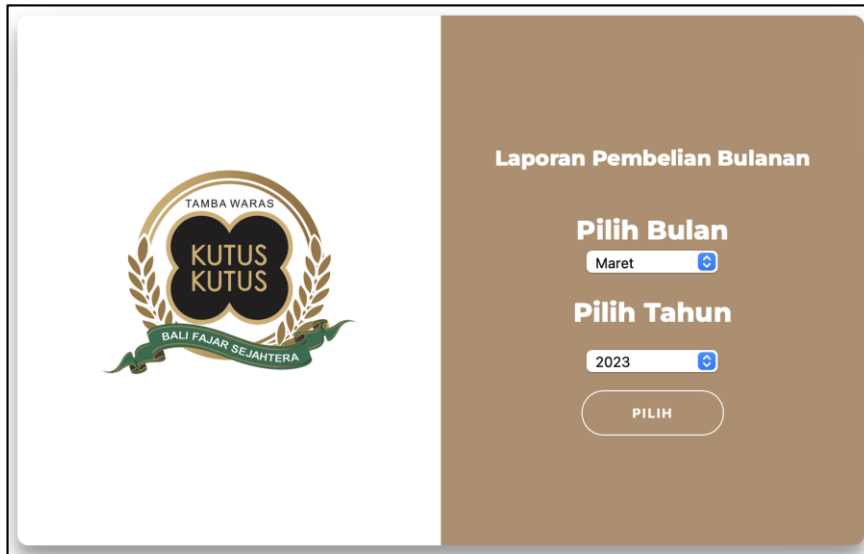 TAMBA WARAS
KUTUS
KUTUS
BALI FAJAR SEJAHTERA
Laporan Pembelian Bulanan
Pilih Bulan
Maret
Pilih Tahun
2023
PILIH